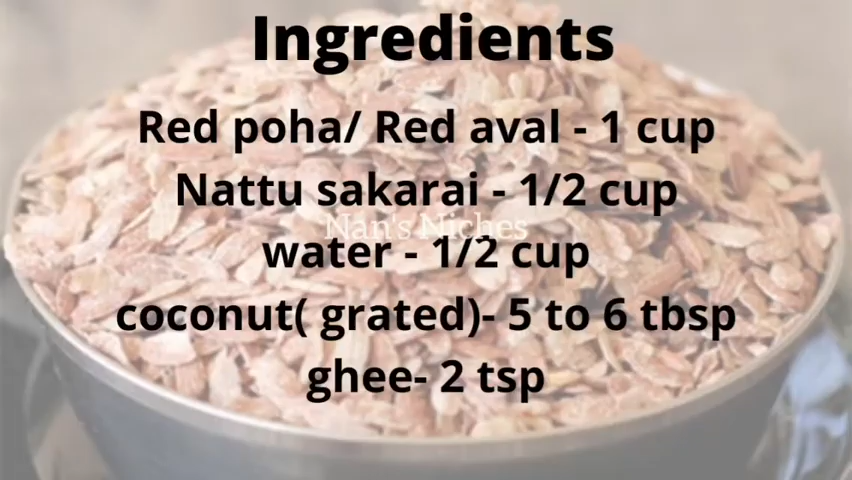 Ingredients
Red poha/ Red aval - 1 cup
Nattu sakarai - 1/2 cup
Nan's Niches
water - 1/2 cup
coconut( grated)- 5 to 6 tbsp
ghee- 2 tsp